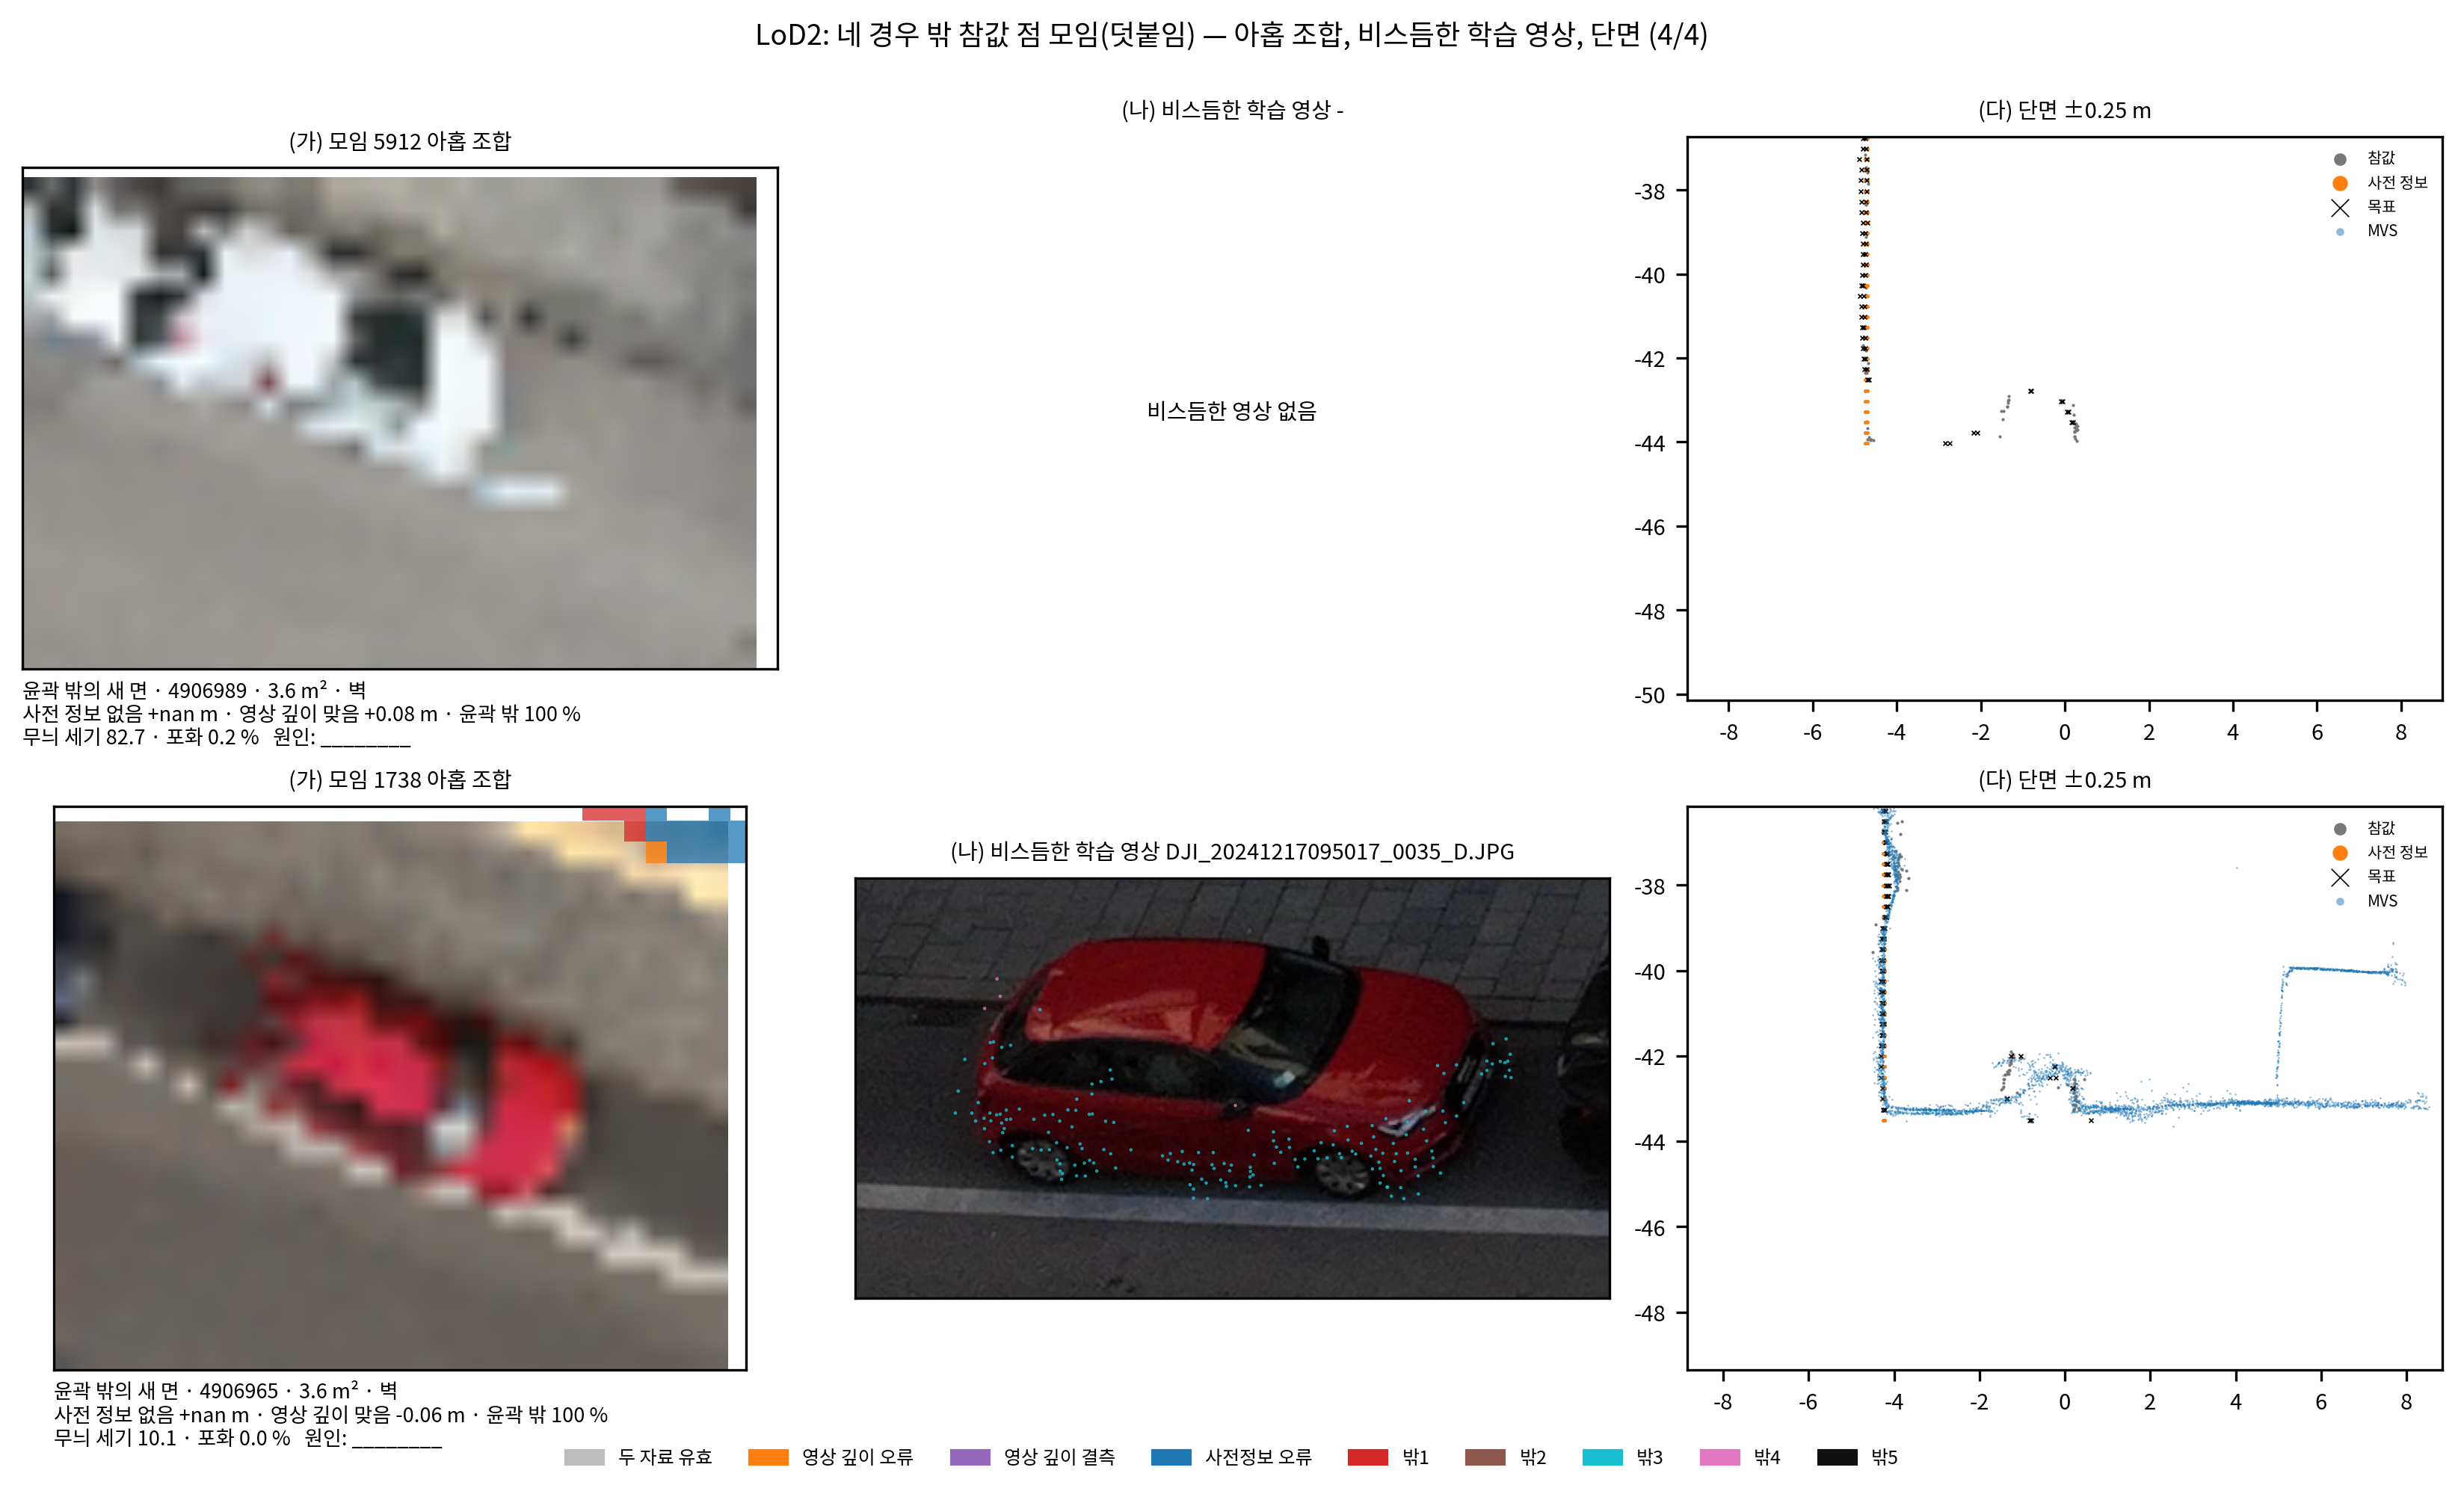 LoD2: 네 경우 밖 참값 점 모임(덧붙임) — 아홉 조합, 비스듬한 학습 영상, 단면 (4/4)
(가) 모임 5912 아홉 조합
(나) 비스듬한 학습 영상 -
(다) 단면 ±0.25 m
비스듬한 영상 없음
참값
사전 정보
목표
MVS
-38
-40
-42
-44
-46
-48
-50
-8 -6 -4 -2 0 2 4 6 8
윤곽 밖의 새 면 · 4906989 · 3.6 m² · 벽
사전 정보 없음 +nan m · 영상 깊이 맞음 +0.08 m · 윤곽 밖 100 %
무늬 세기 82.7 · 포화 0.2 % 원인: ________
(가) 모임 1738 아홉 조합
(나) 비스듬한 학습 영상 DJI_20241217095017_0035_D.JPG
(다) 단면 ±0.25 m
참값
사전 정보
목표
MVS
-38
-40
-42
-44
-46
-48
-8 -6 -4 -2 0 2 4 6 8
윤곽 밖의 새 면 · 4906965 · 3.6 m² · 벽
사전 정보 없음 +nan m · 영상 깊이 맞음 -0.06 m · 윤곽 밖 100 %
무늬 세기 10.1 · 포화 0.0 % 원인: ________
두 자료 유효 영상 깊이 오류 영상 깊이 결측 사전정보 오류 밖1 밖2 밖3 밖4 밖5